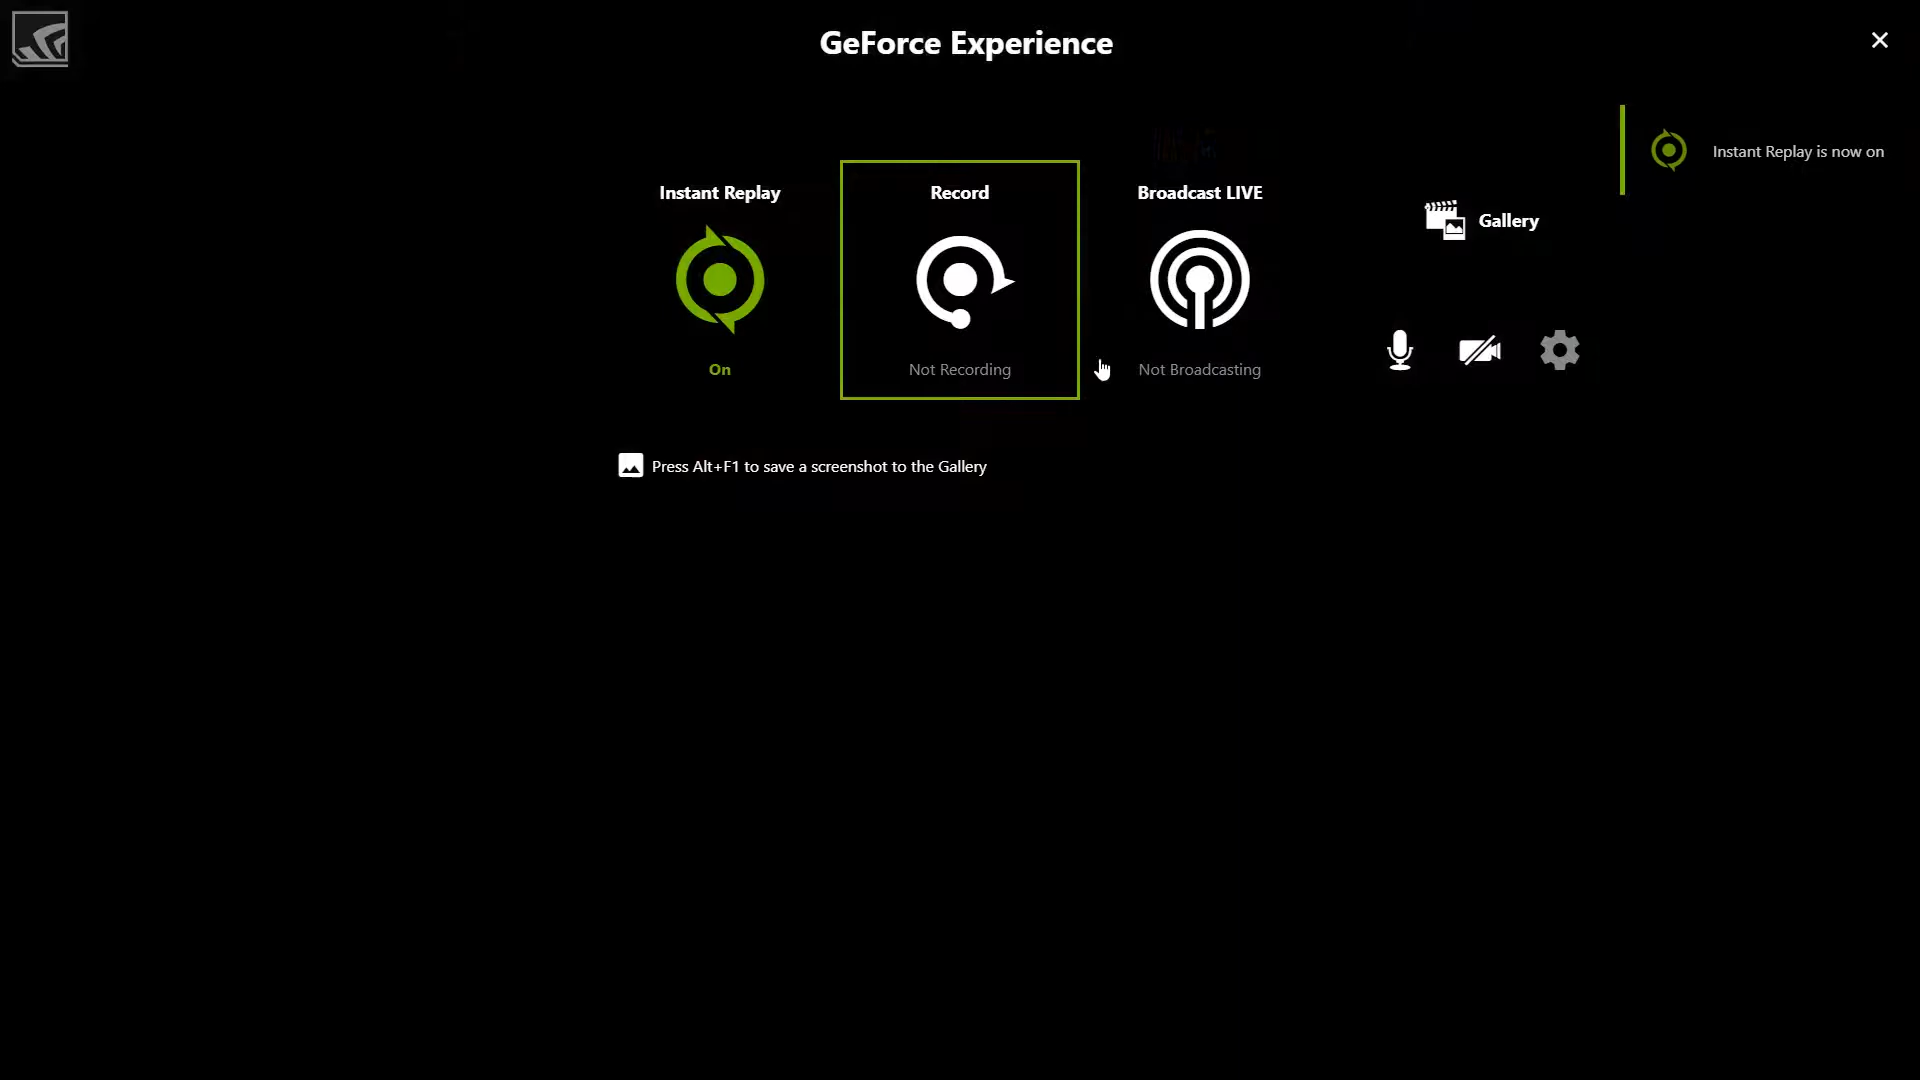 GeForce Experience
Instant Replay is now on
Instant Replay
Record
Broadcast LIVE
Gallery
On
Not Recording
Not Broadcasting
Press Alt+F1 to save a screenshot to the Gallery